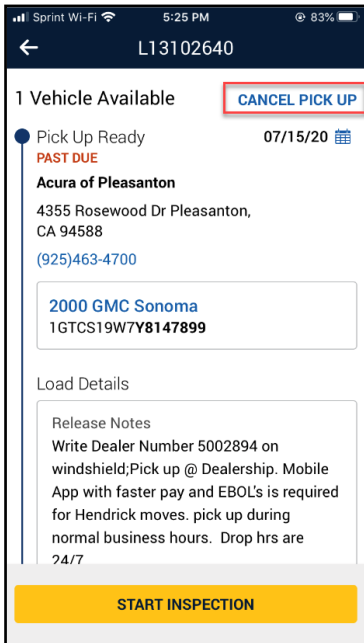 Sprint Wi-Fi 5:25 PM 83%
L13102640
1 Vehicle Available CANCEL PICK UP
Pick Up Ready 07/15/20
PAST DUE
Acura of Pleasanton
4355 Rosewood Dr Pleasanton,
CA 94588
(925)463-4700
2000 GMC Sonoma
1GTCS19W7Y8147899
Load Details
Release Notes
Write Dealer Number 5002894 on
windshield;Pick up @ Dealership. Mobile
App with faster pay and EBOL's is required
for Hendrick moves. pick up during
normal business hours. Drop hrs are
24/7
START INSPECTION